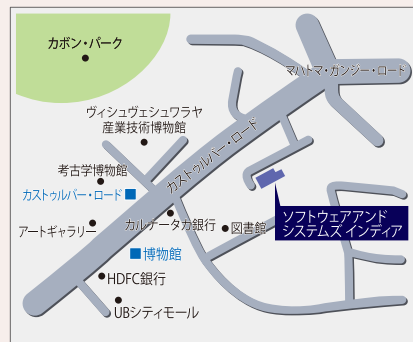 カボン・パーク
マハトマ・ガンジー・ロード
ヴィシュヴェシュワラヤ
産業技術博物館
カストゥルバー・ロード
考古学博物館
カストゥルバー・ロード
アートギャラリー
カルナータカ銀行
図書館
ソフトウェアアンド
システムズ インディア
博物館
HDFC銀行
UBシティモール